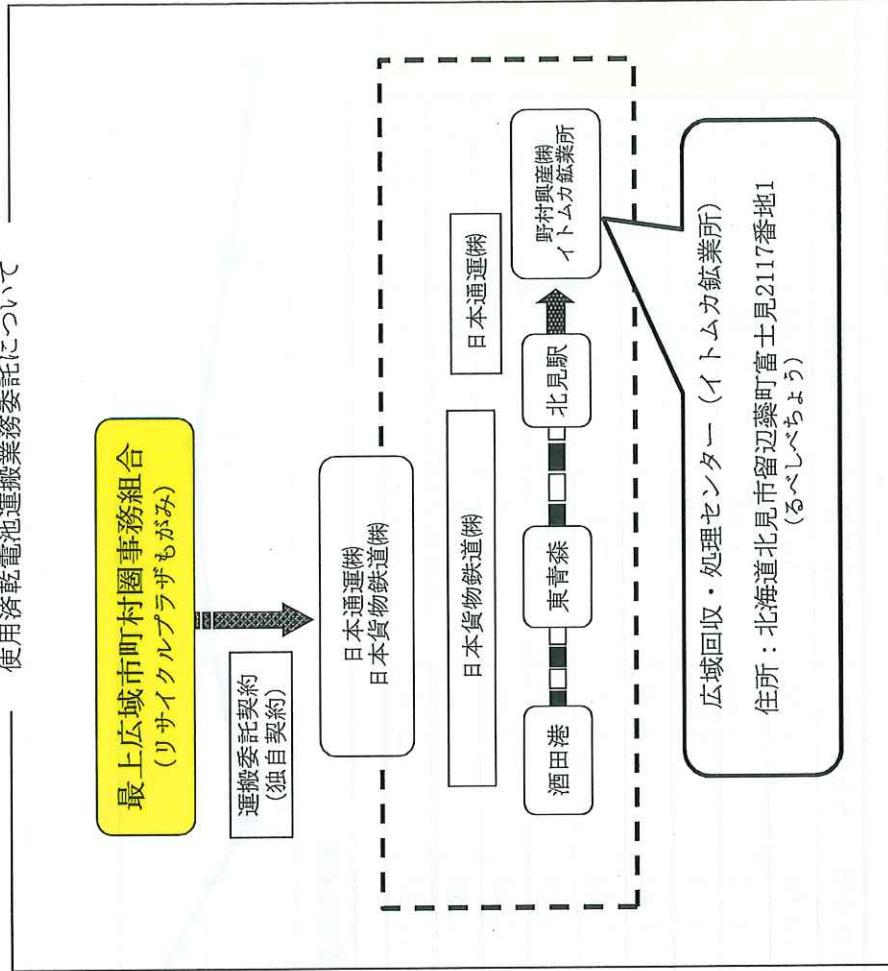 使用済乾電池運搬業務委託について
最上広域市町村圏事務組合
(リサイクルプラザもがみ)
運搬委託契約
(独自契約)
日本通運㈱
日本貨物鉄道㈱
日本貨物鉄道㈱
日本通運㈱
酒田港
東青森
北見駅
野村興産㈱
イトムカ鉱業所
広域回収・処理センター(イトムカ鉱業所)
住所:北海道北見市留辺蘂町富士見2117番地1
(るべしべちょう)